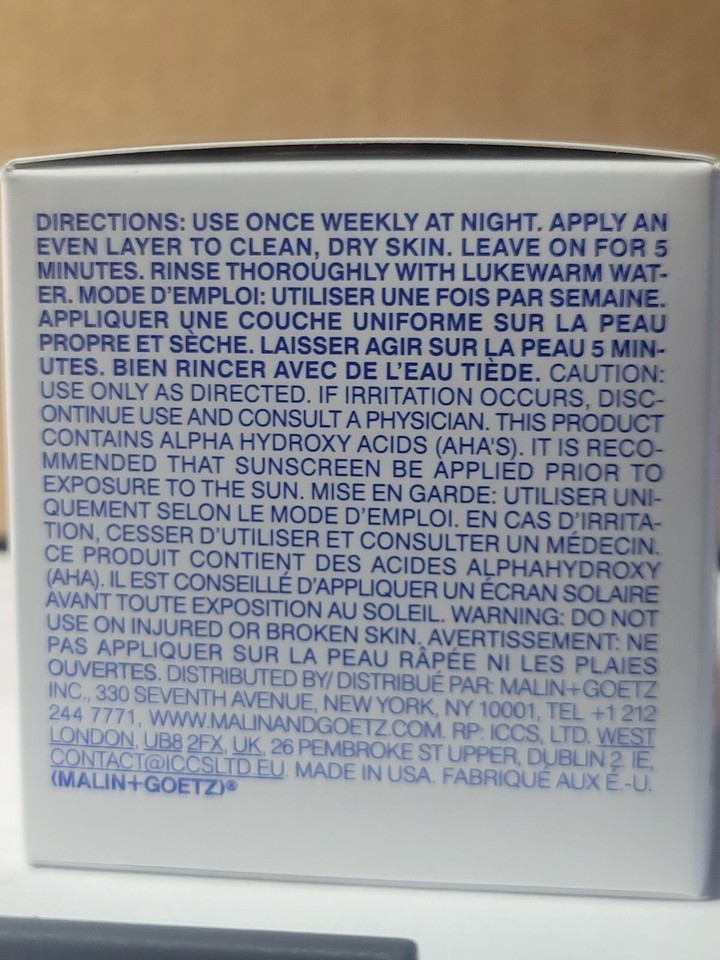 DIRECTIONS: USE ONCE WEEKLY AT NIGHT. APPLY AN
EVEN LAYER TO CLEAN, DRY SKIN. LEAVE ON FOR 5
MINUTES. RINSE THOROUGHLY WITH LUKEWARM WAT-
ER. MODE D'EMPLOI: UTILISER UNE FOIS PAR SEMAINE.
APPLIQUER UNE COUCHE UNIFORME SUR LA PEAU
PROPRE ET SÈCHE. LAISSER AGIR SUR LA PEAU 5 MIN-
UTES. BIEN RINCER AVEC DE L'EAU TIÈDE. CAUTION:
USE ONLY AS DIRECTED. IF IRRITATION OCCURS, DISC-
ONTINUE USE AND CONSULT A PHYSICIAN. THIS PRODUCT
CONTAINS ALPHA HYDROXY ACIDS (AHA'S). IT IS RECO-
MMENDED THAT SUNSCREEN BE APPLIED PRIOR TO
EXPOSURE TO THE SUN. MISE EN GARDE: UTILISER UNI-
QUEMENT SELON LE MODE D'EMPLOI. EN CAS D'IRRITA-
TION, CESSER D'UTILISER ET CONSULTER UN MÉDECIN.
CE PRODUIT CONTIENT DES ACIDES ALPHAHYDROXY
(AHA). IL EST CONSEILLÉ D'APPLIQUER UN ÉCRAN SOLAIRE
AVANT TOUTE EXPOSITION AU SOLEIL. WARNING: DO NOT
USE ON INJURED OR BROKEN SKIN. AVERTISSEMENT: NE
PAS APPLIQUER SUR LA PEAU RÂPÉE NI LES PLAIES
OUVERTES. DISTRIBUTED BY/ DISTRIBUÉ PAR: MALIN+GOETZ
INC., 330 SEVENTH AVENUE, NEW YORK, NY 10001, TEL +1 212
244 7771, WWW.MALINANDGOETZ.COM. RP: ICCS, LTD. WEST
LONDON, UB8 2FX, UK, 26 PEMBROKE ST UPPER, DUBLIN 2 IE,
CONTACT@ICCSLTD.EU. MADE IN USA. FABRIQUÉ AUX É.-U.
(MALIN+GOETZ)®